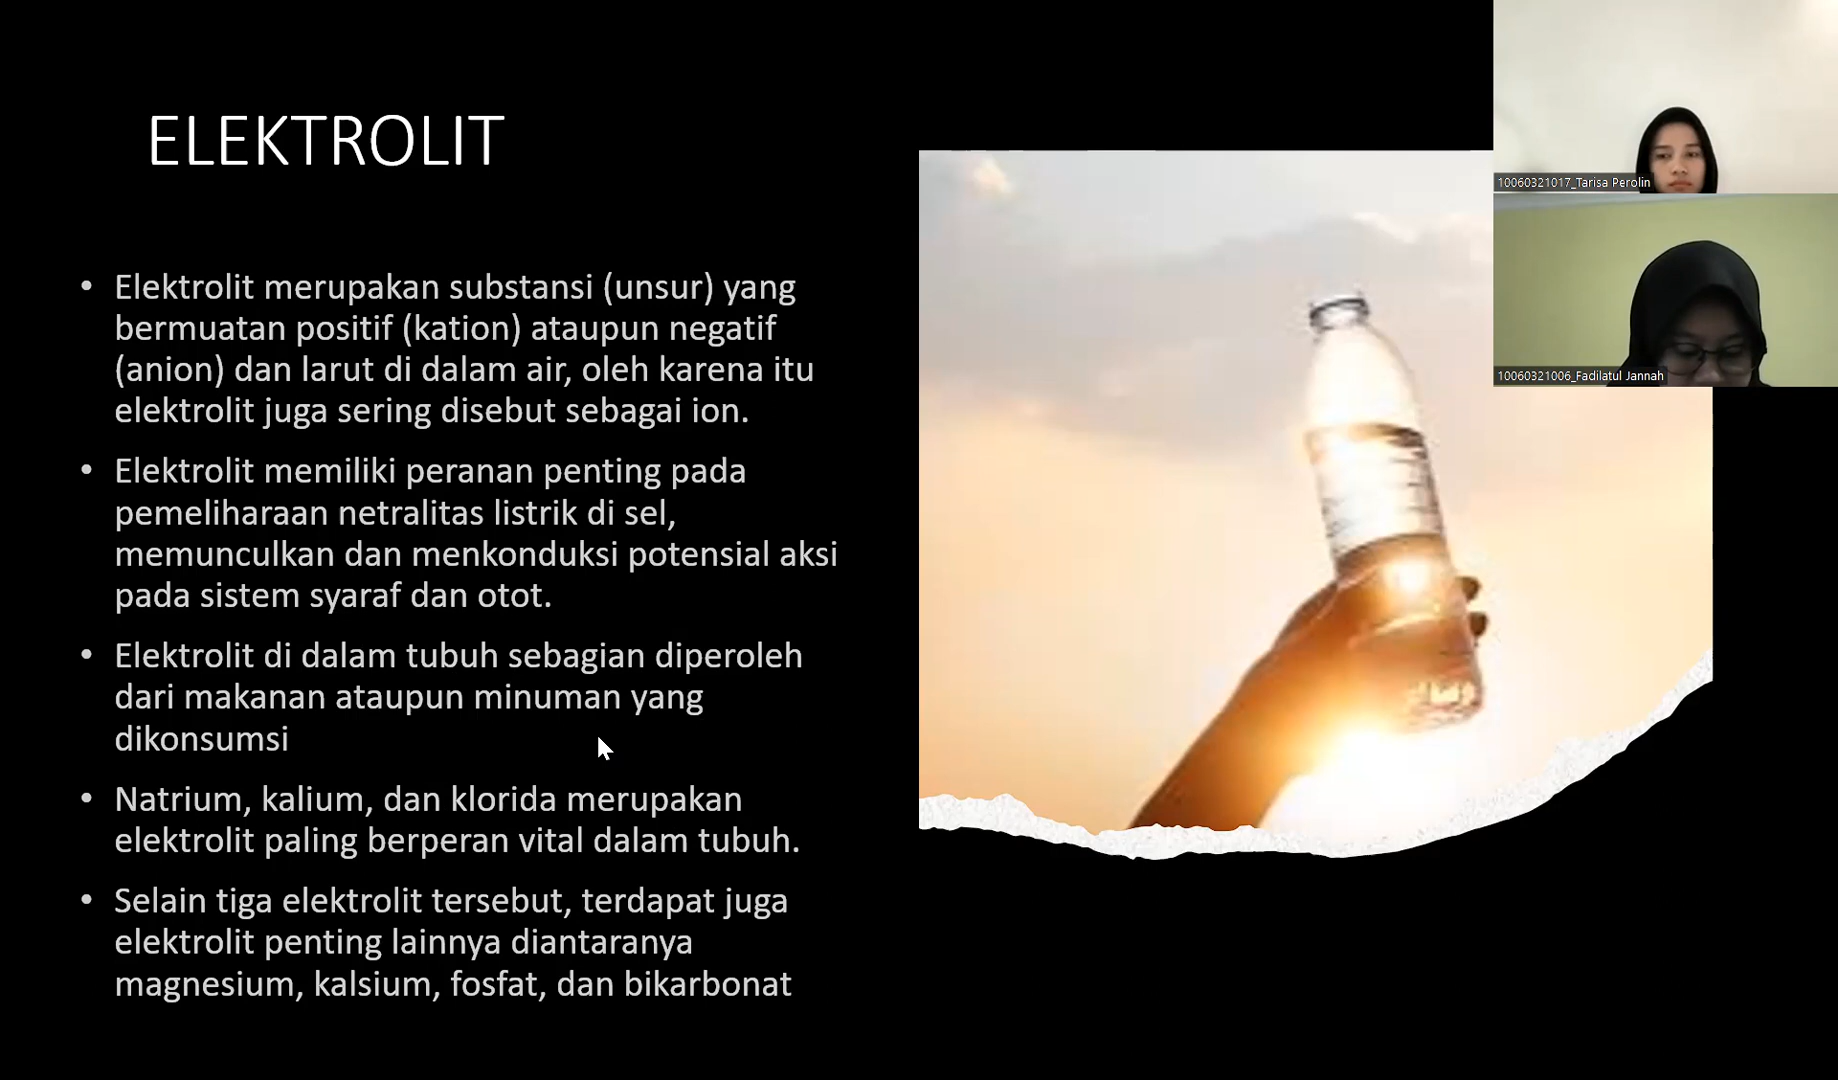 ELEKTROLIT
• Elektrolit merupakan substansi (unsur) yang
bermuatan positif (kation) ataupun negatif
(anion) dan larut di dalam air, oleh karena itu
elektrolit juga sering disebut sebagai ion.
• Elektrolit memiliki peranan penting pada
pemeliharaan netralitas listrik di sel,
memunculkan dan menkonduksi potensial aksi
pada sistem syaraf dan otot.
• Elektrolit di dalam tubuh sebagian diperoleh
dari makanan ataupun minuman yang
dikonsumsi
• Natrium, kalium, dan klorida merupakan
elektrolit paling berperan vital dalam tubuh.
• Selain tiga elektrolit tersebut, terdapat juga
elektrolit penting lainnya diantaranya
magnesium, kalsium, fosfat, dan bikarbonat
10060321017_Tarisa Perolin
10060321006_Fadilatul Jannah